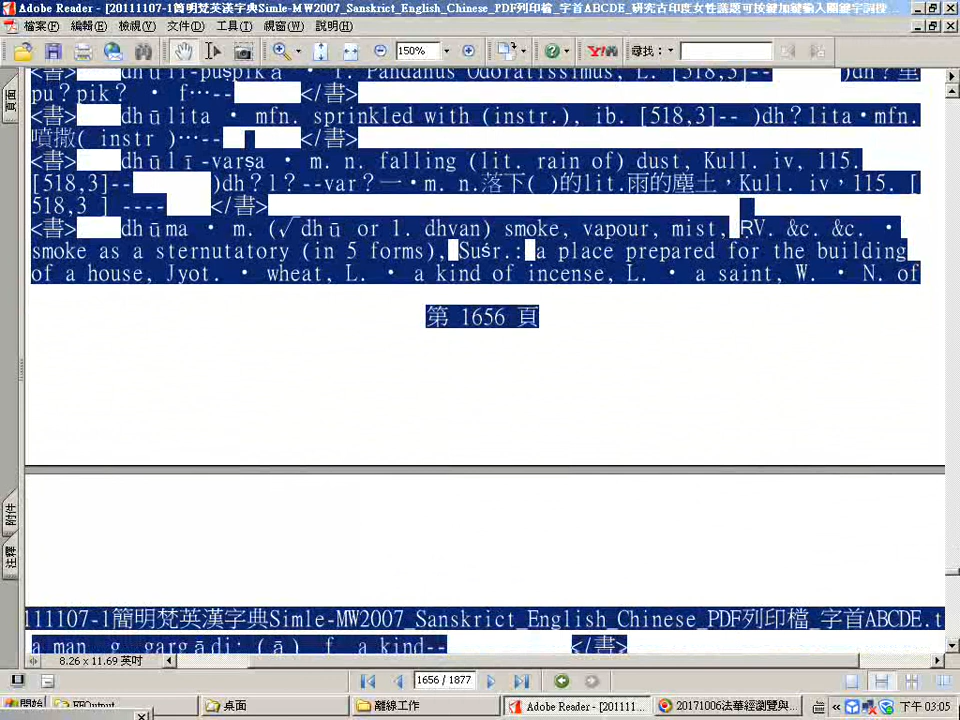 Adobe Reader - [20111107-1簡明梵英漢字典Simle-MW2007_Sanskrict_English_Chinese_PDF列印檔_字首ABCDE_研究古印度女性議題可按鍵加鍵輸入關鍵字詞搜...
檔案(F) 編輯(E) 檢視(V) 文件(D) 工具(T) 視窗(W) 說明(H)
150% Y! 尋找：
頁面
附件
注釋
<書> dhūli-puṣpikā · f. Pandanus Odoratissimus, L. [518,3]-- )dh？里
pu？pik？ · f…-- </書>
<書> dhūlita · mfn. sprinkled with (instr.), ib. [518,3]-- )dh？lita·mfn.
噴撒( instr )…-- </書>
<書> dhūlī-varṣa · m. n. falling (lit. rain of) dust, Kull. iv, 115.
[518,3]-- )dh？l？--var？一·m. n.落下( )的lit.雨的塵土，Kull. iv，115. [
518,3 ] ---- </書>
<書> dhūma · m. (√dhū or l. dhvan) smoke, vapour, mist, ṚV. &c. &c. ·
smoke as a sternutatory (in 5 forms), Suśr.: a place prepared for the building
of a house, Jyot. · wheat, L. · a kind of incense, L. · a saint, W. · N. of
第 1656 頁
111107-1簡明梵英漢字典Simle-MW2007_Sanskrict_English_Chinese_PDF列印檔_字首ABCDE.t
a man g. gargādi; (ā) f. a kind-- </書>
8.26 x 11.69 英吋
1656 / 1877
開始 FFOutput 桌面 離線工作 Adobe Reader - [2011... 20171006法華經瀏覽與... 下午 03:05